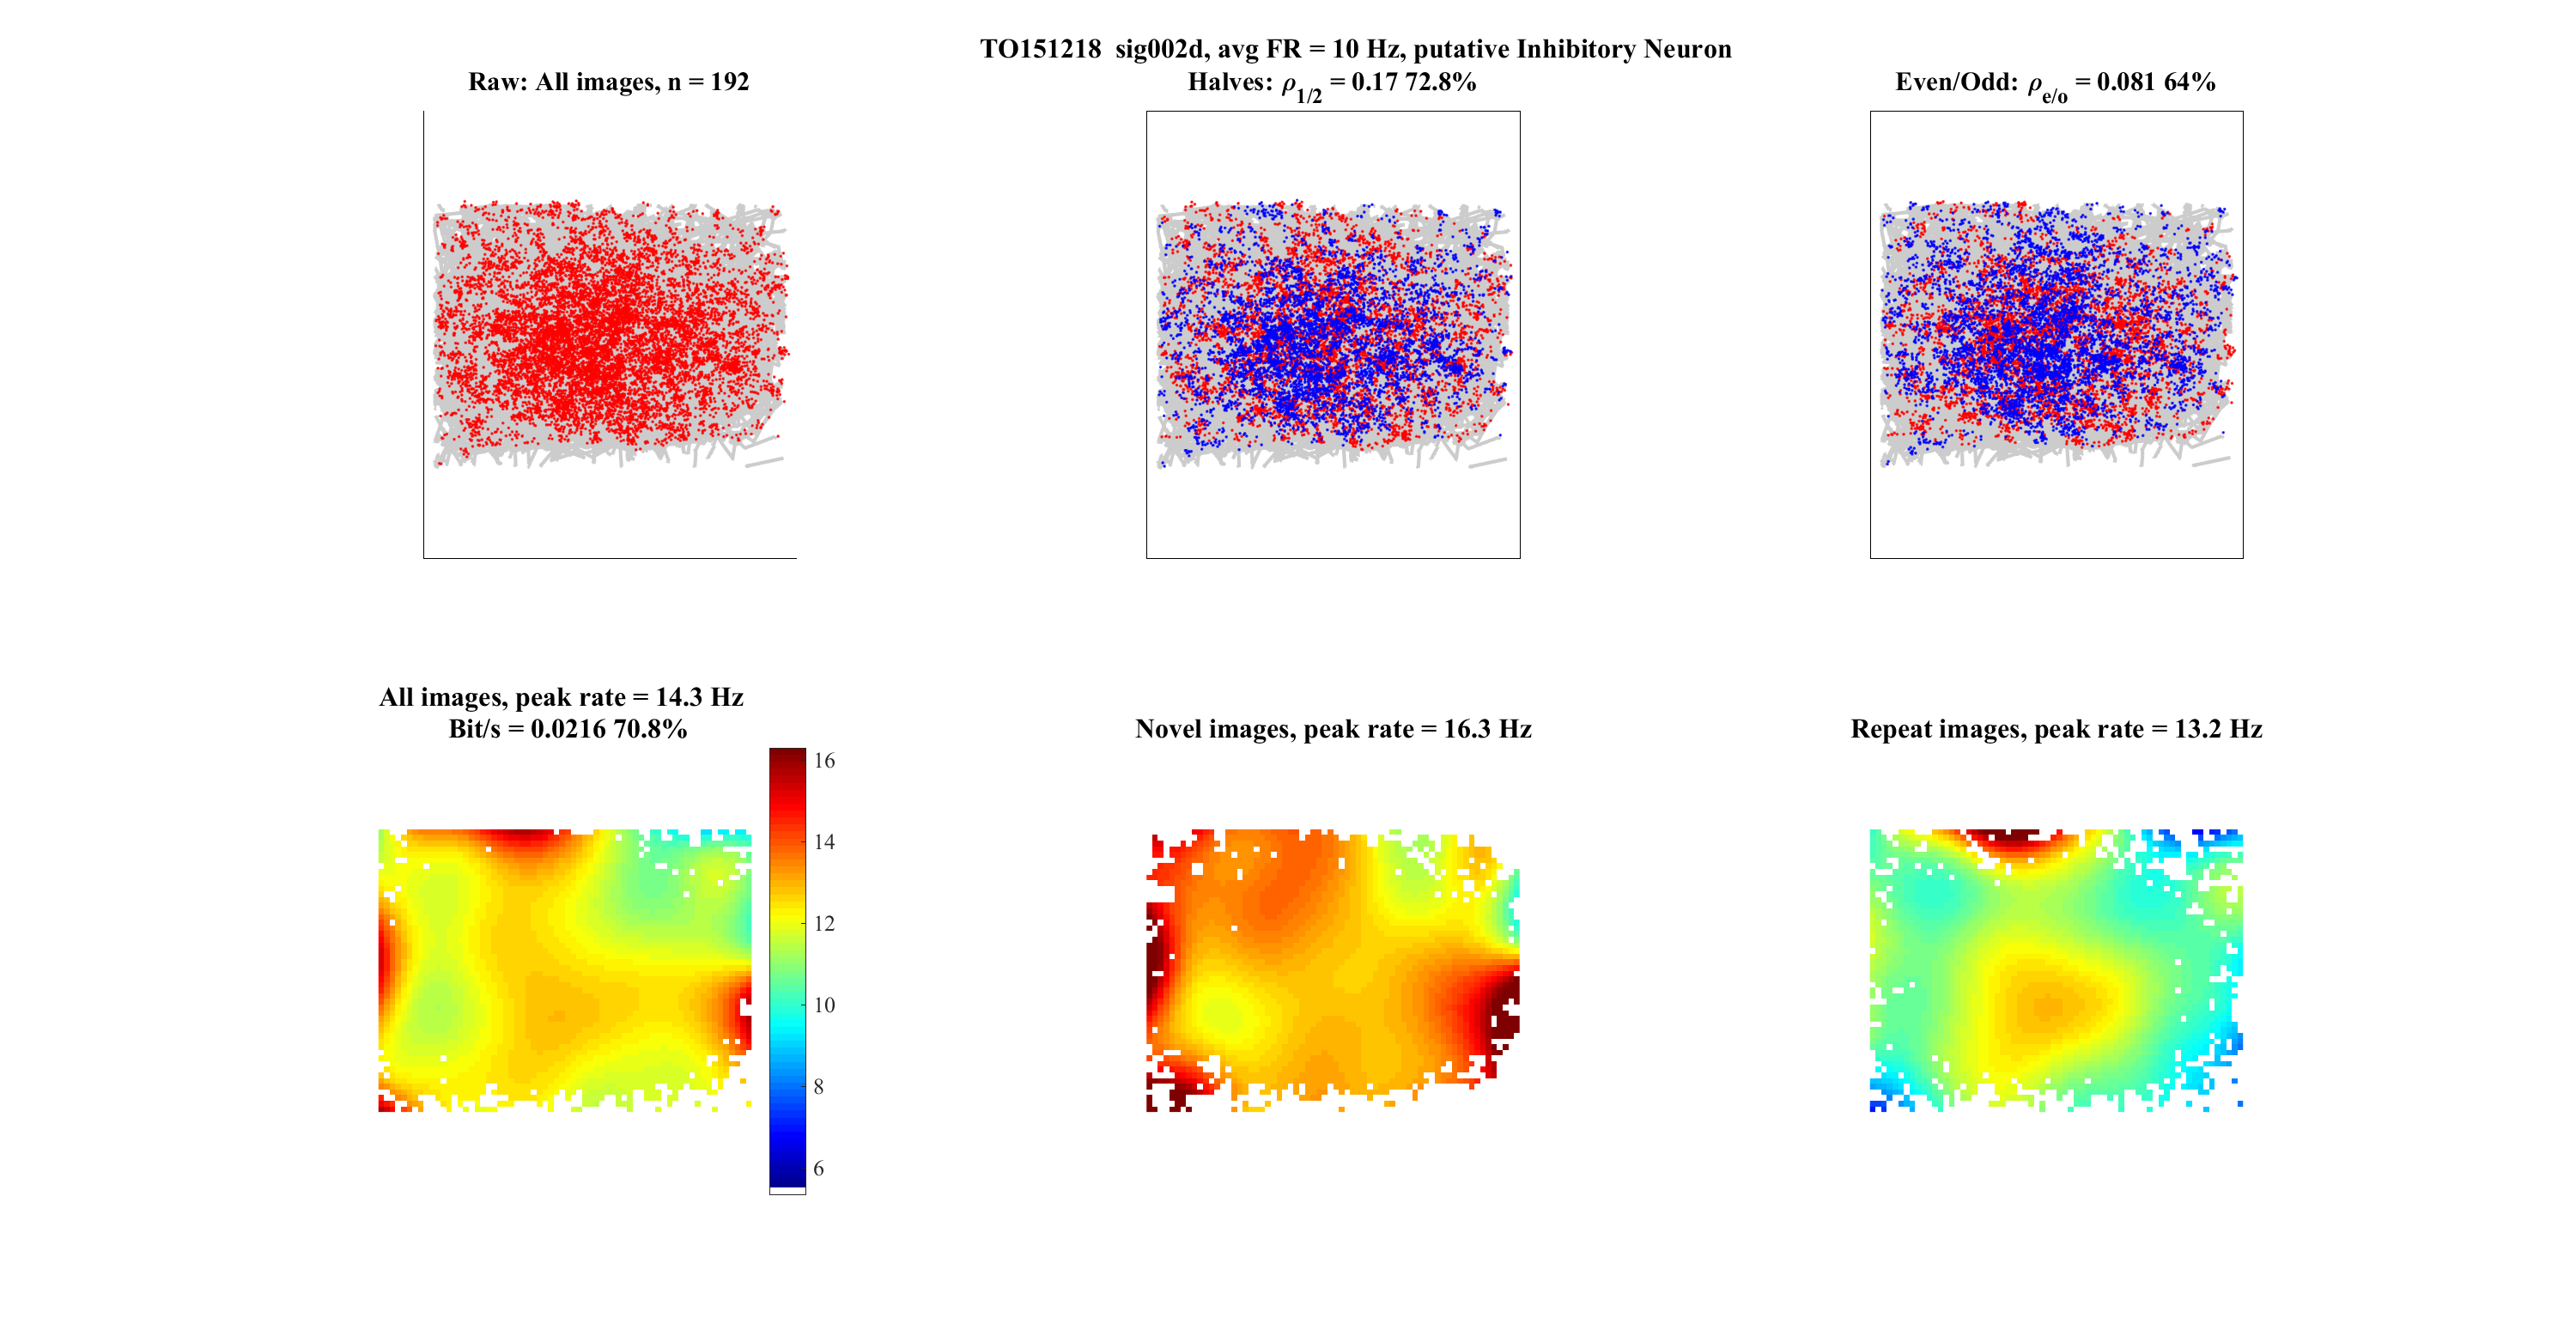 TO151218  sig002d, avg FR = 10 Hz, putative Inhibitory Neuron
Raw: All images, n = 192
Halves: ρ1/2 = 0.17 72.8%
Even/Odd: ρe/o = 0.081 64%
All images, peak rate = 14.3 Hz
Bit/s = 0.0216 70.8%
16
14
12
10
8
6
Novel images, peak rate = 16.3 Hz
Repeat images, peak rate = 13.2 Hz